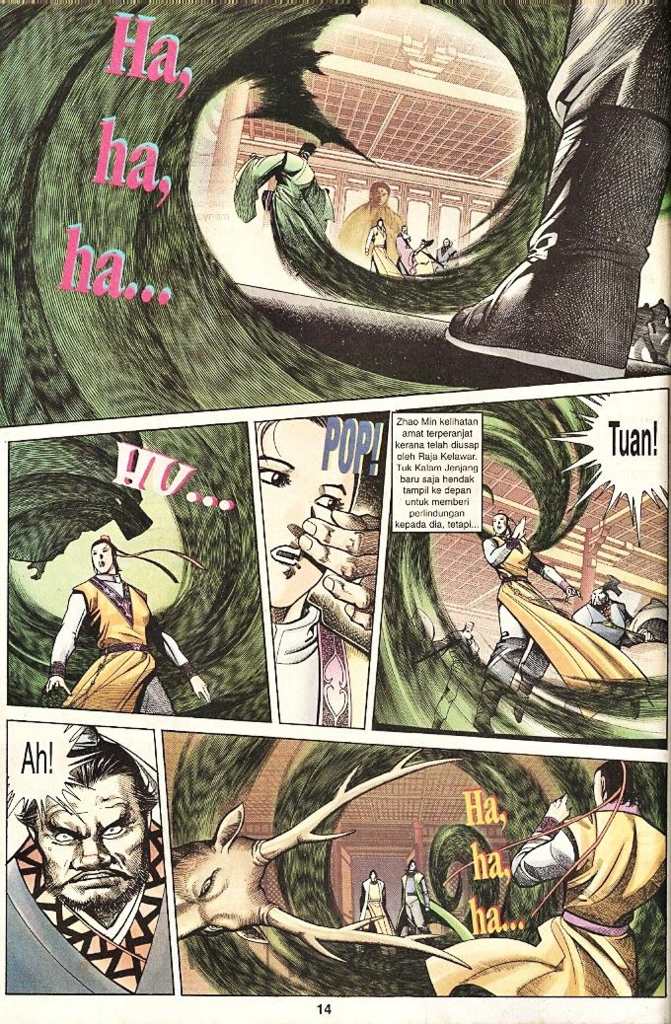 Ha,
ha,
ha...
!!U...
POP!
Zhao Min kelihatan
amat terperanjat
kerana telah diusap
oleh Raja Kelawar.
Tuk Kalam Jenjang
baru saja hendak
tampil ke depan
untuk memberi
perlindungan
kepada dia, tetapi...
Tuan!
Ah!
Ha,
ha,
ha...
14